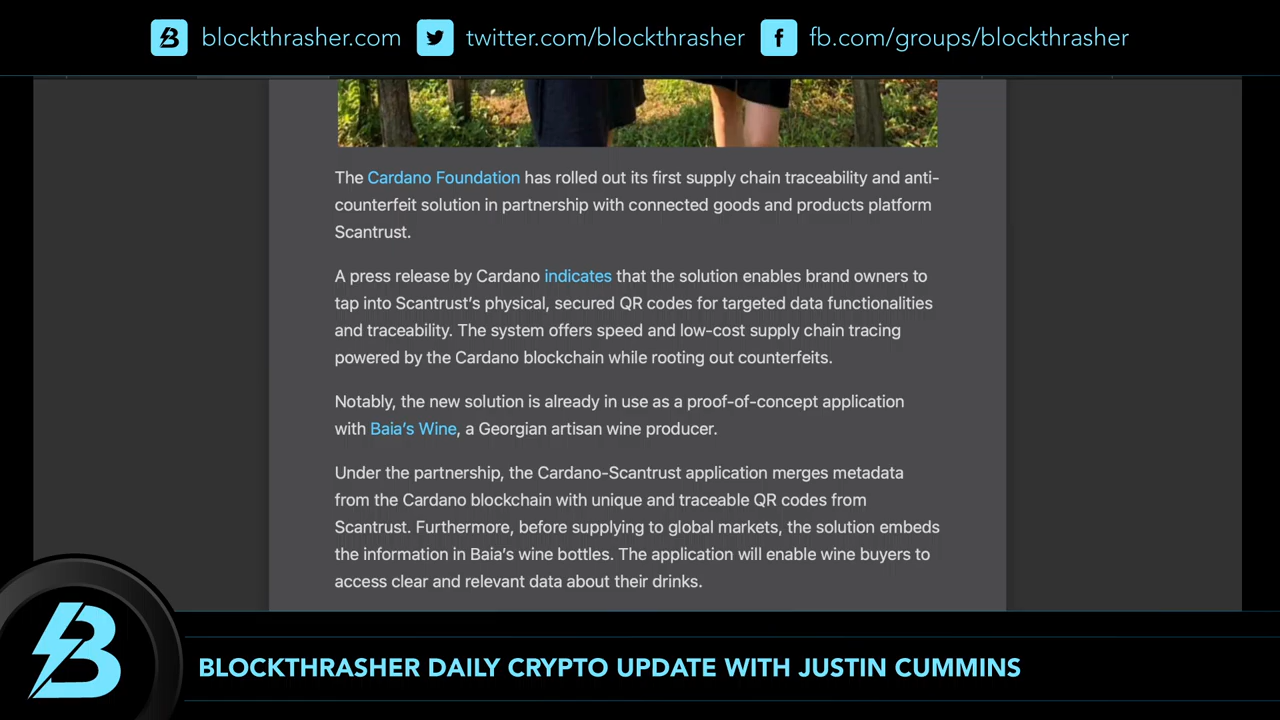 blockthrasher.com twitter.com/blockthrasher fb.com/groups/blockthrasher
The Cardano Foundation has rolled out its first supply chain traceability and anti-
counterfeit solution in partnership with connected goods and products platform
Scantrust.
A press release by Cardano indicates that the solution enables brand owners to
tap into Scantrust’s physical, secured QR codes for targeted data functionalities
and traceability. The system offers speed and low-cost supply chain tracing
powered by the Cardano blockchain while rooting out counterfeits.
Notably, the new solution is already in use as a proof-of-concept application
with Baia’s Wine, a Georgian artisan wine producer.
Under the partnership, the Cardano-Scantrust application merges metadata
from the Cardano blockchain with unique and traceable QR codes from
Scantrust. Furthermore, before supplying to global markets, the solution embeds
the information in Baia’s wine bottles. The application will enable wine buyers to
access clear and relevant data about their drinks.
BLOCKTHRASHER DAILY CRYPTO UPDATE WITH JUSTIN CUMMINS